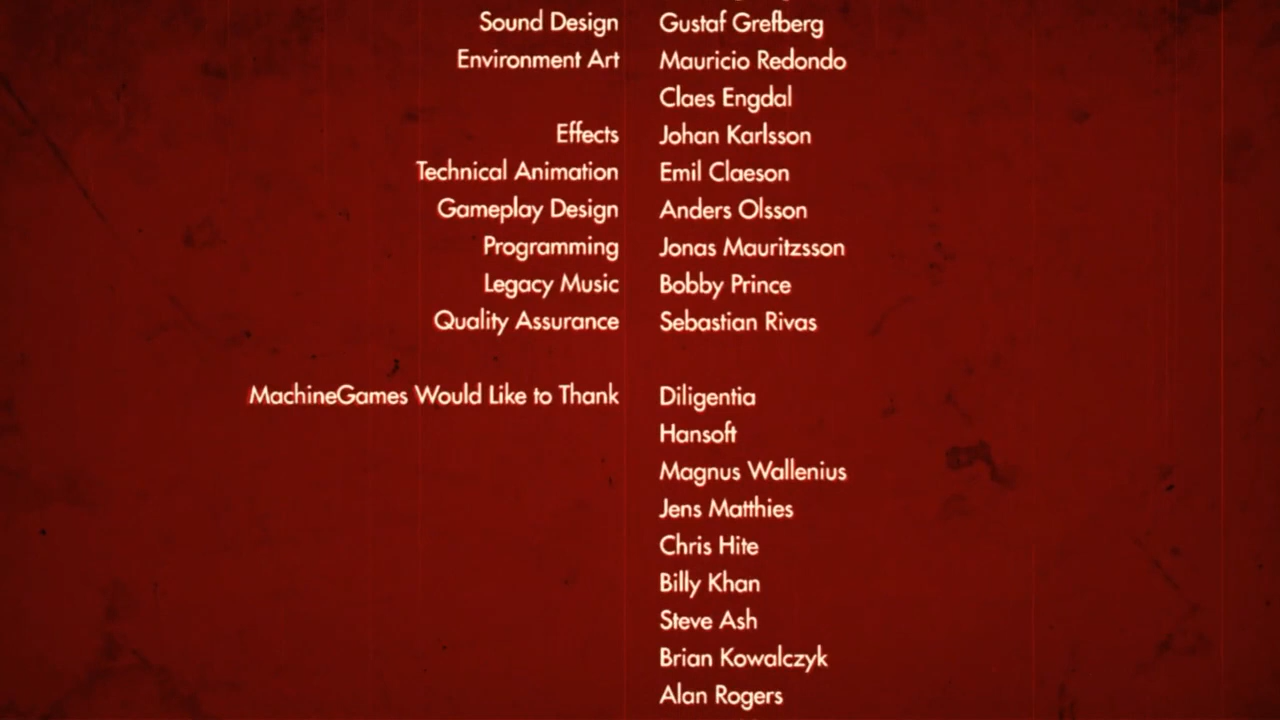 Sound Design Gustaf Grefberg
Environment Art Mauricio Redondo
Claes Engdal
Effects Johan Karlsson
Technical Animation Emil Claeson
Gameplay Design Anders Olsson
Programming Jonas Mauritzsson
Legacy Music Bobby Prince
Quality Assurance Sebastian Rivas
MachineGames Would Like to Thank Diligentia
Hansoft
Magnus Wallenius
Jens Matthies
Chris Hite
Billy Khan
Steve Ash
Brian Kowalczyk
Alan Rogers